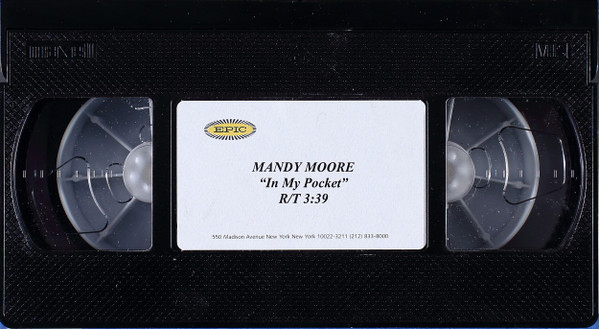 EPIC
MANDY MOORE
“In My Pocket”
R/T 3:39
550 Madison Avenue New York New York 10022-3211 (212) 833-8000